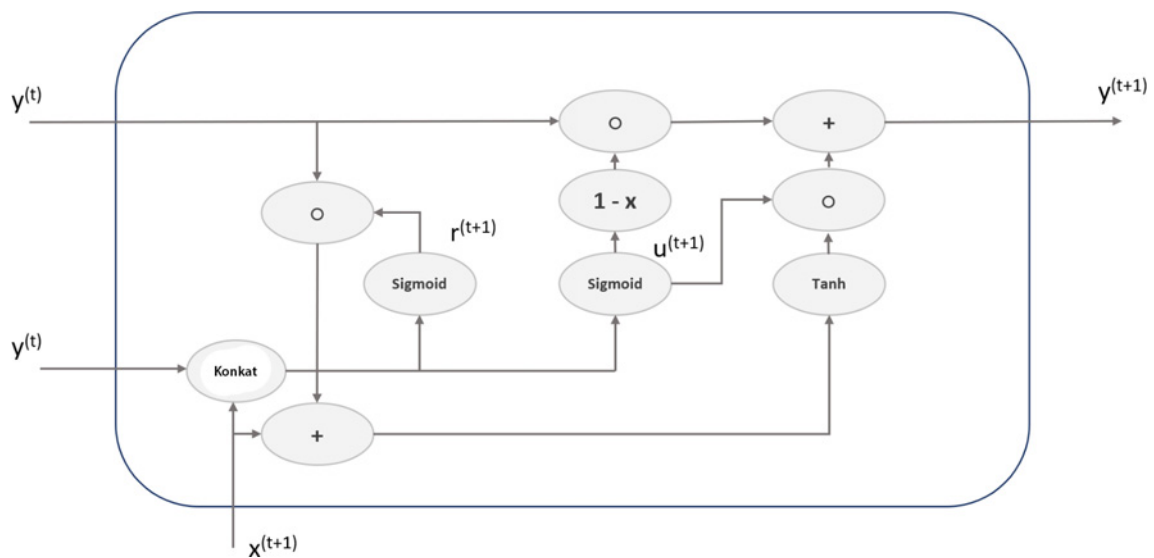 y(t)
y(t+1)
o
+
o
1 - x
o
r(t+1)
u(t+1)
Sigmoid
Sigmoid
Tanh
y(t)
Konkat
+
x(t+1)